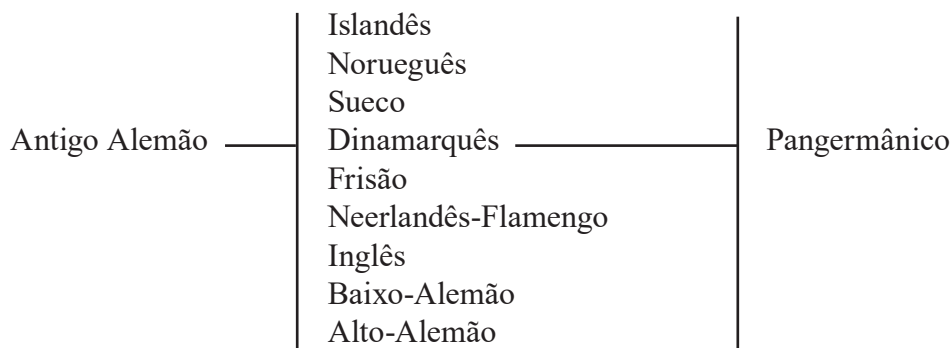 Islandês
Norueguês
Sueco
Antigo Alemão Dinamarquês Pangermânico
Frisão
Neerlandês-Flamengo
Inglês
Baixo-Alemão
Alto-Alemão